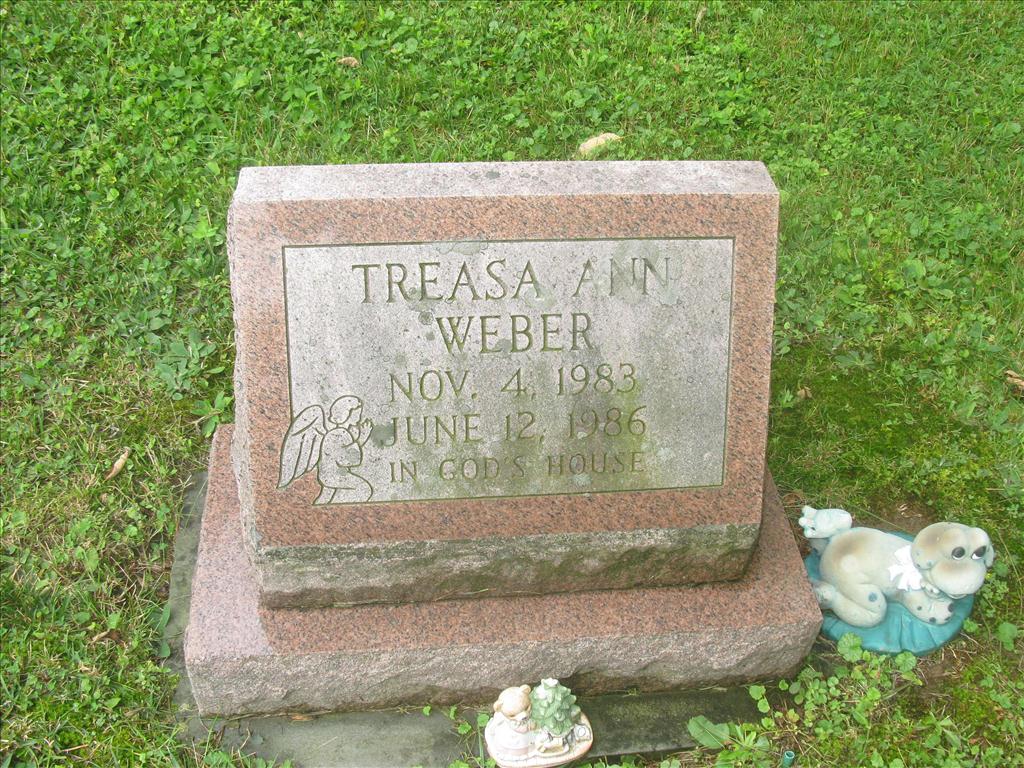 TREASA ANN
WEBER
NOV. 4, 1983
JUNE 12, 1986
IN GOD'S HOUSE